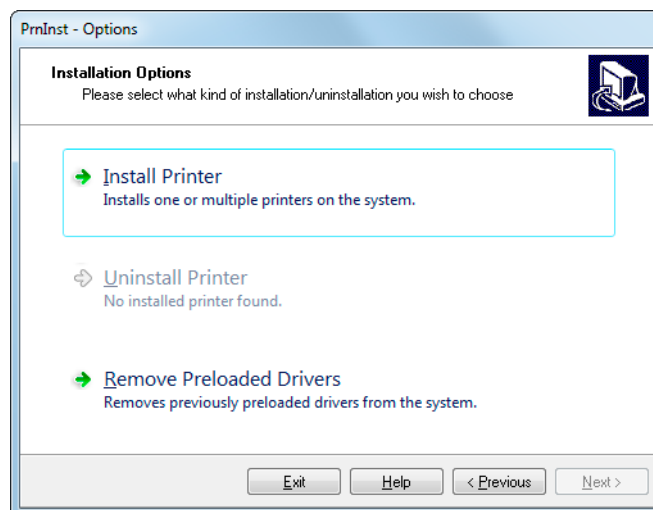 PrnInst - Options
Installation Options
Please select what kind of installation/uninstallation you wish to choose
Install Printer
Installs one or multiple printers on the system.
Uninstall Printer
No installed printer found.
Remove Preloaded Drivers
Removes previously preloaded drivers from the system.
Exit Help < Previous Next >